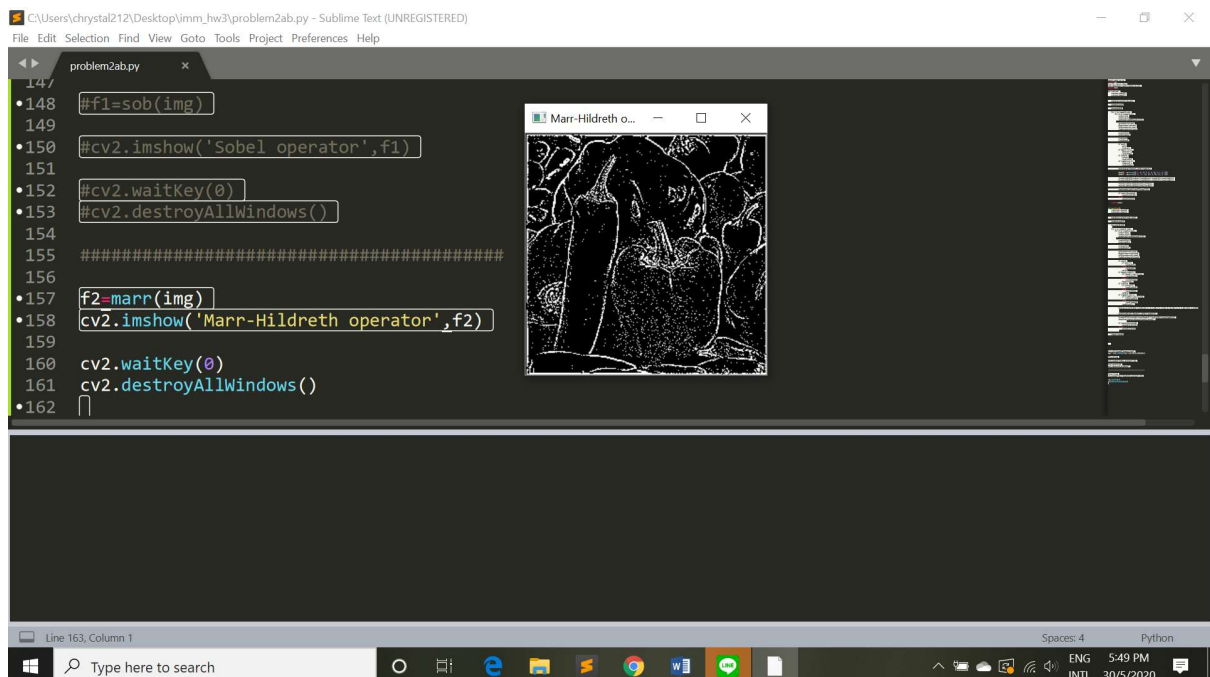 C:\Users\chrystal212\Desktop\imm_hw3\problem2ab.py - Sublime Text (UNREGISTERED)
File Edit Selection Find View Goto Tools Project Preferences Help
problem2ab.py ×
147
148 #f1=sob(img)
149
150 #cv2.imshow('Sobel operator',f1)
151
152 #cv2.waitKey(0)
153 #cv2.destroyAllWindows()
154
155 #########################################
156
157 f2=marr(img)
158 cv2.imshow('Marr-Hildreth operator',f2)
159
160 cv2.waitKey(0)
161 cv2.destroyAllWindows()
162
Marr-Hildreth o...
Line 163, Column 1
Spaces: 4 Python
Type here to search
LINE
ENG
INTL
5:49 PM
30/5/2020